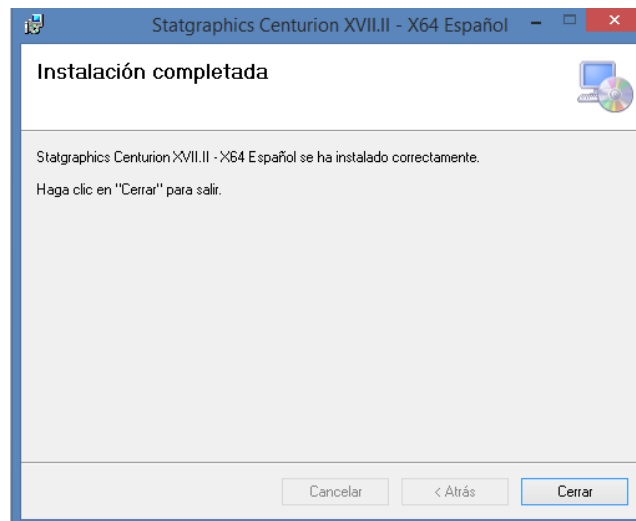 Statgraphics Centurion XVII.II - X64 Español
Instalación completada
Statgraphics Centurion XVII.II - X64 Español se ha instalado correctamente.
Haga clic en "Cerrar" para salir.
Cancelar
< Atrás
Cerrar